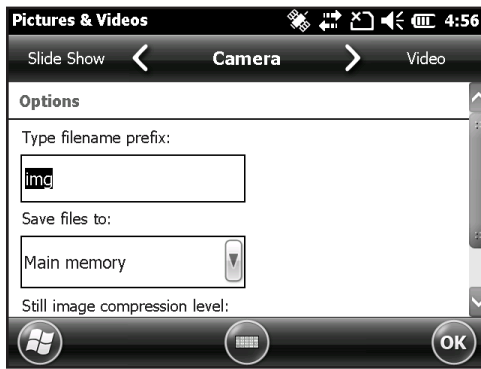 Pictures & Videos 4:56
Slide Show Camera Video
Options
Type filename prefix:
img
Save files to:
Main memory
Still image compression level:
OK